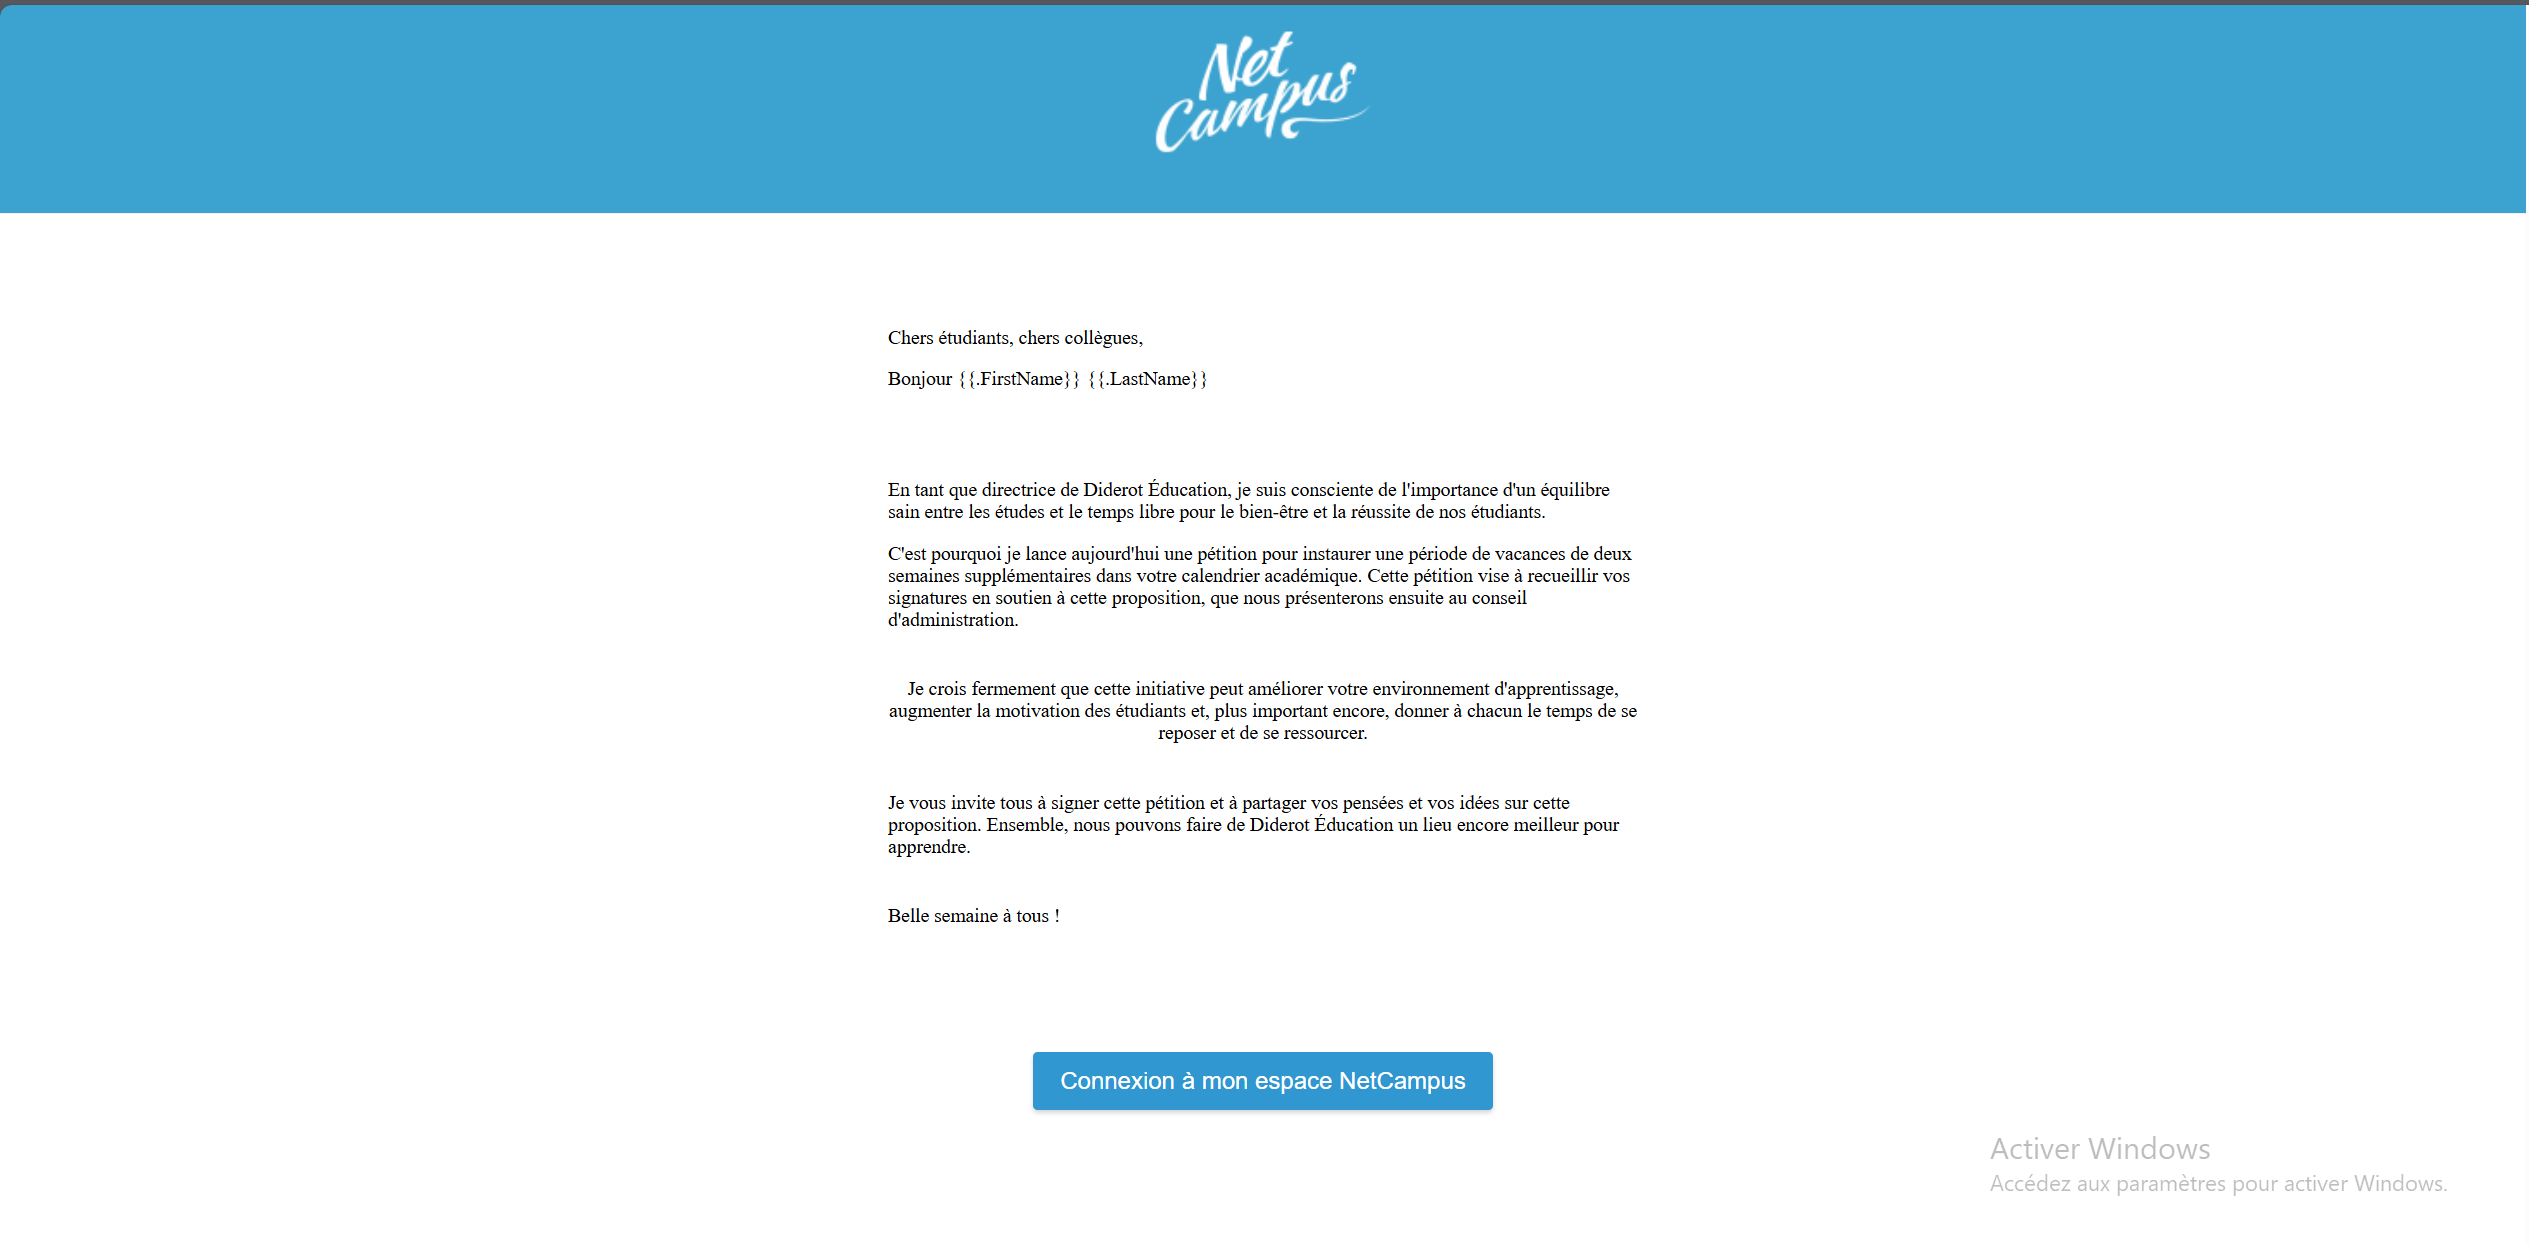 Net
Campus
Chers étudiants, chers collègues,
Bonjour {{.FirstName}} {{.LastName}}
En tant que directrice de Diderot Éducation, je suis consciente de l'importance d'un équilibre
sain entre les études et le temps libre pour le bien-être et la réussite de nos étudiants.
C'est pourquoi je lance aujourd'hui une pétition pour instaurer une période de vacances de deux
semaines supplémentaires dans votre calendrier académique. Cette pétition vise à recueillir vos
signatures en soutien à cette proposition, que nous présenterons ensuite au conseil
d'administration.
Je crois fermement que cette initiative peut améliorer votre environnement d'apprentissage,
augmenter la motivation des étudiants et, plus important encore, donner à chacun le temps de se
reposer et de se ressourcer.
Je vous invite tous à signer cette pétition et à partager vos pensées et vos idées sur cette
proposition. Ensemble, nous pouvons faire de Diderot Éducation un lieu encore meilleur pour
apprendre.
Belle semaine à tous !
Connexion à mon espace NetCampus
Activer Windows
Accédez aux paramètres pour activer Windows.